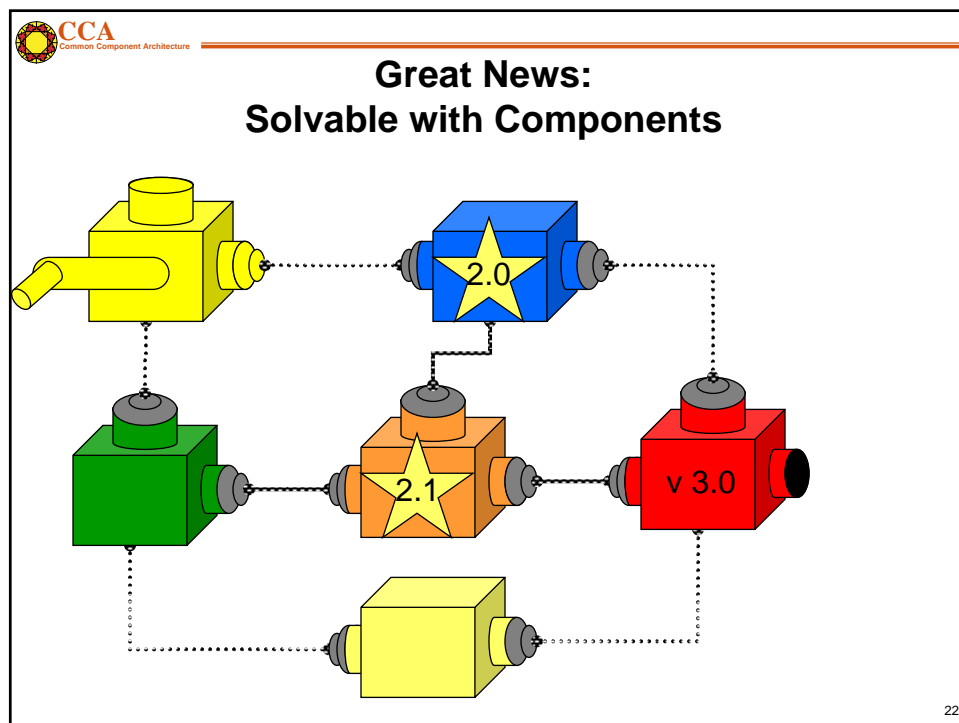 CCA
Common Component Architecture
Great News:
Solvable with Components
2.0
2.1
v 3.0
22